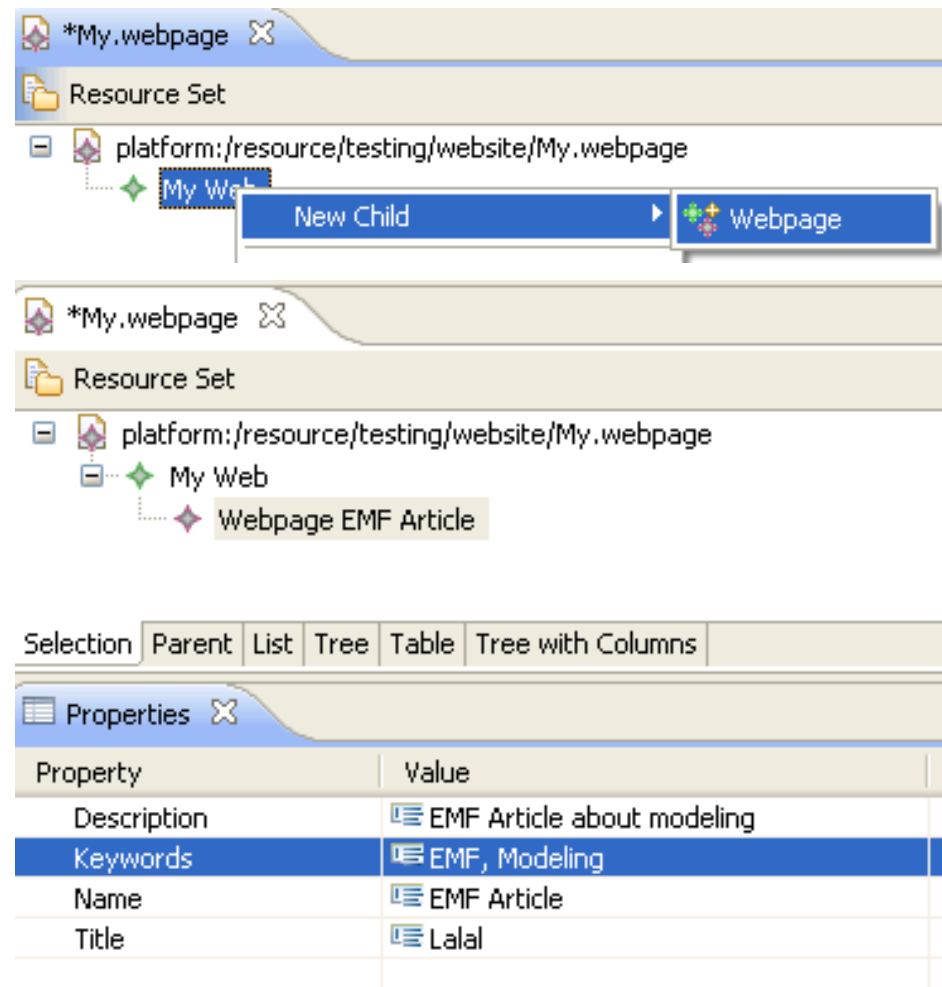 *My.webpage
Resource Set
platform:/resource/testing/website/My.webpage
My Web
New Child
Webpage
*My.webpage
Resource Set
platform:/resource/testing/website/My.webpage
My Web
Webpage EMF Article
Selection Parent List Tree Table Tree with Columns
Properties
Property Value
Description EMF Article about modeling
Keywords EMF, Modeling
Name EMF Article
Title Lalal